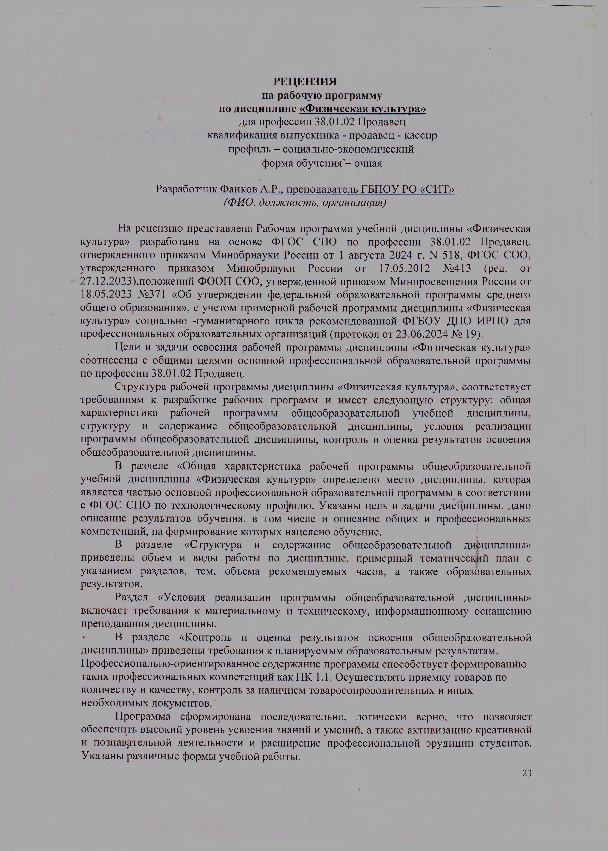 РЕЦЕНЗИЯ
на рабочую программу
по дисциплине «Физическая культура»
для профессии 38.01.02 Продавец
квалификация выпускника - продавец - кассир
профиль – социально-экономический
форма обучения – очная
Разработчик Фаиков А.Р., преподаватель ГБПОУ РО «СИТ»
(ФИО, должность, организация)
На рецензию представлена Рабочая программа учебной дисциплины «Физическая
культура» разработана на основе ФГОС СПО по профессии 38.01.02 Продавец,
отвержденного приказом Минобрнауки России от 1 августа 2024 г. N 518, ФГОС СОО,
утвержденного приказом Минобрнауки России от 17.05.2012 №413 (ред. от
27.12.2023),положений ФООП СОО, утвержденной приказом Минпросвещения России от
18.05.2023 №371 «Об утверждении федеральной образовательной программы среднего
общего образования», с учетом примерной рабочей программы дисциплины «Физическая
культура» социально -гуманитарного цикла рекомендованной ФГБОУ ДПО ИРПО для
профессиональных образовательных организаций (протокол от 23.06.2024 № 19).
Цели и задачи освоения рабочей программы дисциплины «Физическая культура»
соотнесены с общими целями основной профессиональной образовательной программы
по профессии 38.01.02 Продавец.
Структура рабочей программы дисциплины «Физическая культура», соответствует
требованиям к разработке рабочих программ и имеет следующую структуру: общая
характеристика рабочей программы общеобразовательной учебной дисциплины,
структуру и содержание общеобразовательной дисциплины, условия реализации
программы общеобразовательной дисциплины, контроль и оценка результатов освоения
общеобразовательной дисциплины.
В разделе «Общая характеристика рабочей программы общеобразовательной
учебной дисциплины «Физическая культура» определено место дисциплины, которая
является частью основной профессиональной образовательной программы в соответствии
с ФГОС СПО по технологическому профилю. Указаны цель и задачи дисциплины, дано
описание результатов обучения, в том числе и описание общих и профессиональных
компетенций, на формирование которых нацелено обучение.
В разделе «Структура и содержание общеобразовательной дисциплины»
приведены объем и виды работы по дисциплине, примерный тематический план с
указанием разделов, тем, объема рекомендуемых часов, а также образовательных
результатов.
Раздел «Условия реализации программы общеобразовательной дисциплины»
включает требования к материальному и техническому, информационному оснащению
преподавания дисциплины.
В разделе «Контроль и оценка результатов освоения общеобразовательной
дисциплины» приведены требования к планируемым образовательным результатам.
Профессионально-ориентированное содержание программы способствует формированию
таких профессиональных компетенций как ПК 1.1. Осуществлять приемку товаров по
количеству и качеству, контроль за наличием товаросопроводительных и иных
необходимых документов.
Программа сформирована последовательно, логически верно, что позволяет
обеспечить высокий уровень усвоения знаний и умений, а также активизацию креативной
и познавательной деятельности и расширение профессиональной эрудиции студентов.
Указаны различные формы учебной работы.
23